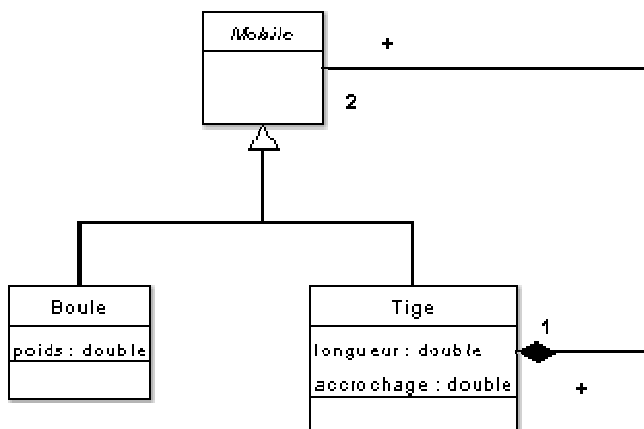 Mobile
+
2
Boule
poids : double
Tige
longueur : double
accrochage : double
1
+